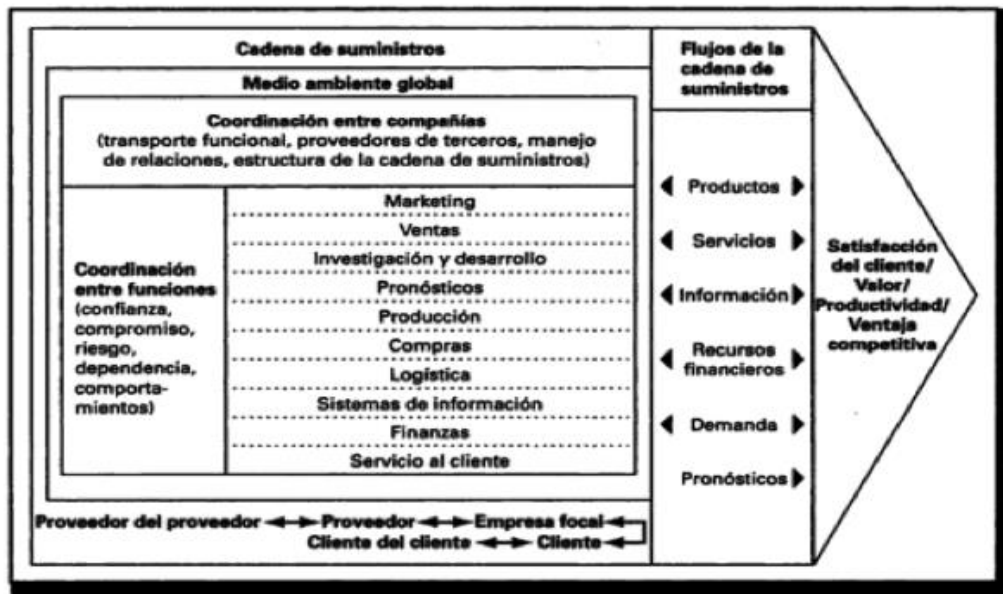 Cadena de suministros
Medio ambiente global
Coordinación entre compañías
(transporte funcional, proveedores de terceros, manejo
de relaciones, estructura de la cadena de suministros)
Coordinación
entre funciones
(confianza,
compromiso,
riesgo,
dependencia,
comporta-
mientos)
Marketing
Ventas
Investigación y desarrollo
Pronósticos
Producción
Compras
Logística
Sistemas de información
Finanzas
Servicio al cliente
Proveedor del proveedor Proveedor Empresa focal
Cliente del cliente Cliente
Flujos de la
cadena de
suministros
Productos
Servicios
Información
Recursos
financieros
Demanda
Pronósticos
Satisfacción
del cliente/
Valor/
Productividad/
Ventaja
competitiva